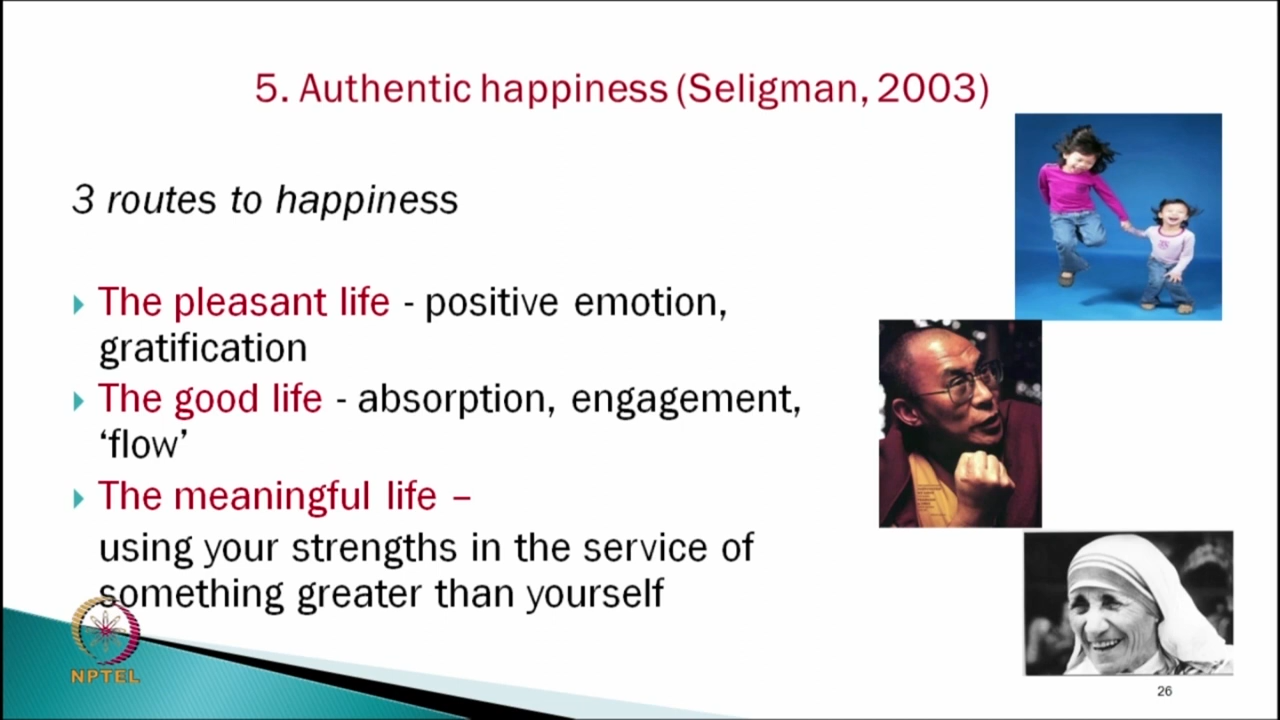 5. Authentic happiness (Seligman, 2003)
3 routes to happiness
The pleasant life - positive emotion,
gratification
The good life - absorption, engagement,
‘flow’
The meaningful life –
using your strengths in the service of
something greater than yourself
NPTEL
26